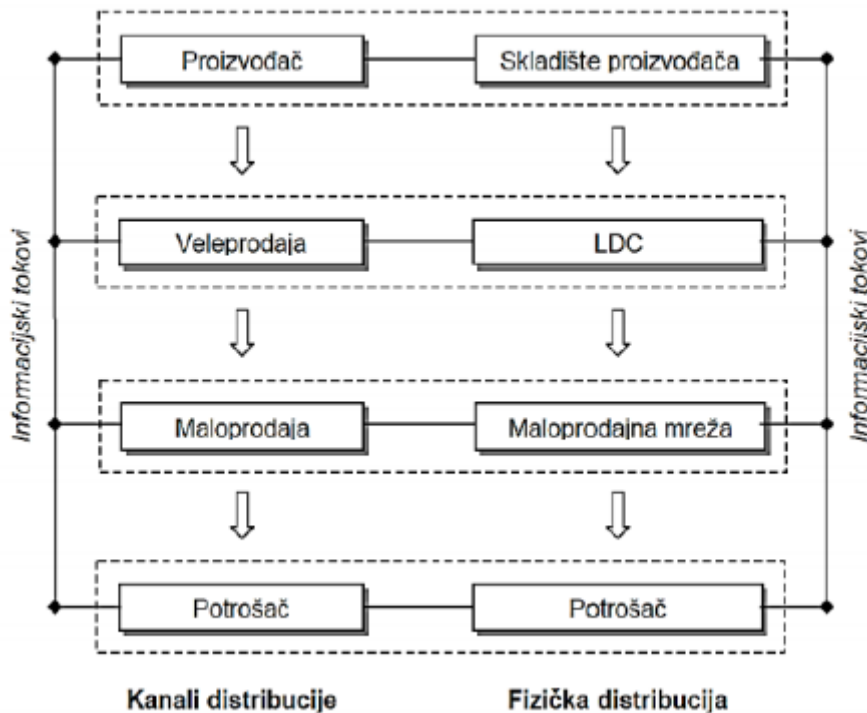 Proizvođač
Skladište proizvođača
Veleprodaja
LDC
Maloprodaja
Maloprodajna mreža
Potrošač
Potrošač
Informacijski tokovi
Informacijski tokovi
Kanali distribucije
Fizička distribucija